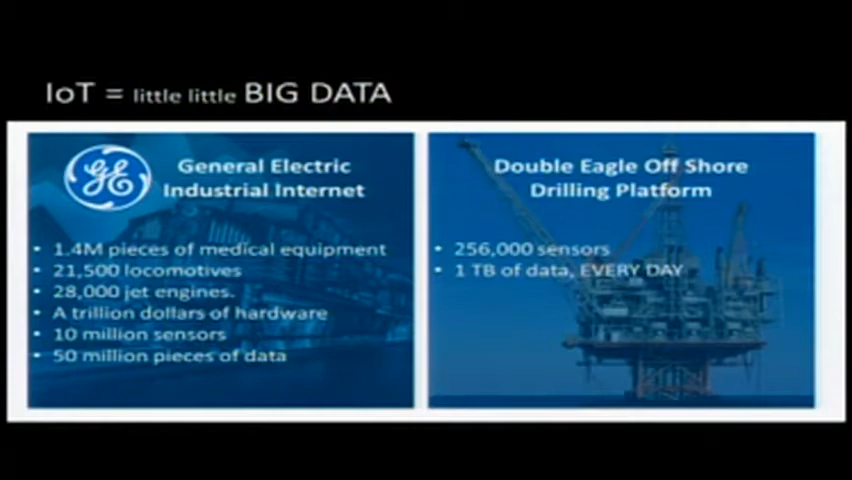 IoT = little little BIG DATA
GE
General Electric
Industrial Internet
• 1.4M pieces of medical equipment
• 21,500 locomotives
• 28,000 jet engines.
• A trillion dollars of hardware
• 10 million sensors
• 50 million pieces of data
Double Eagle Off Shore
Drilling Platform
• 256,000 sensors
• 1 TB of data, EVERY DAY